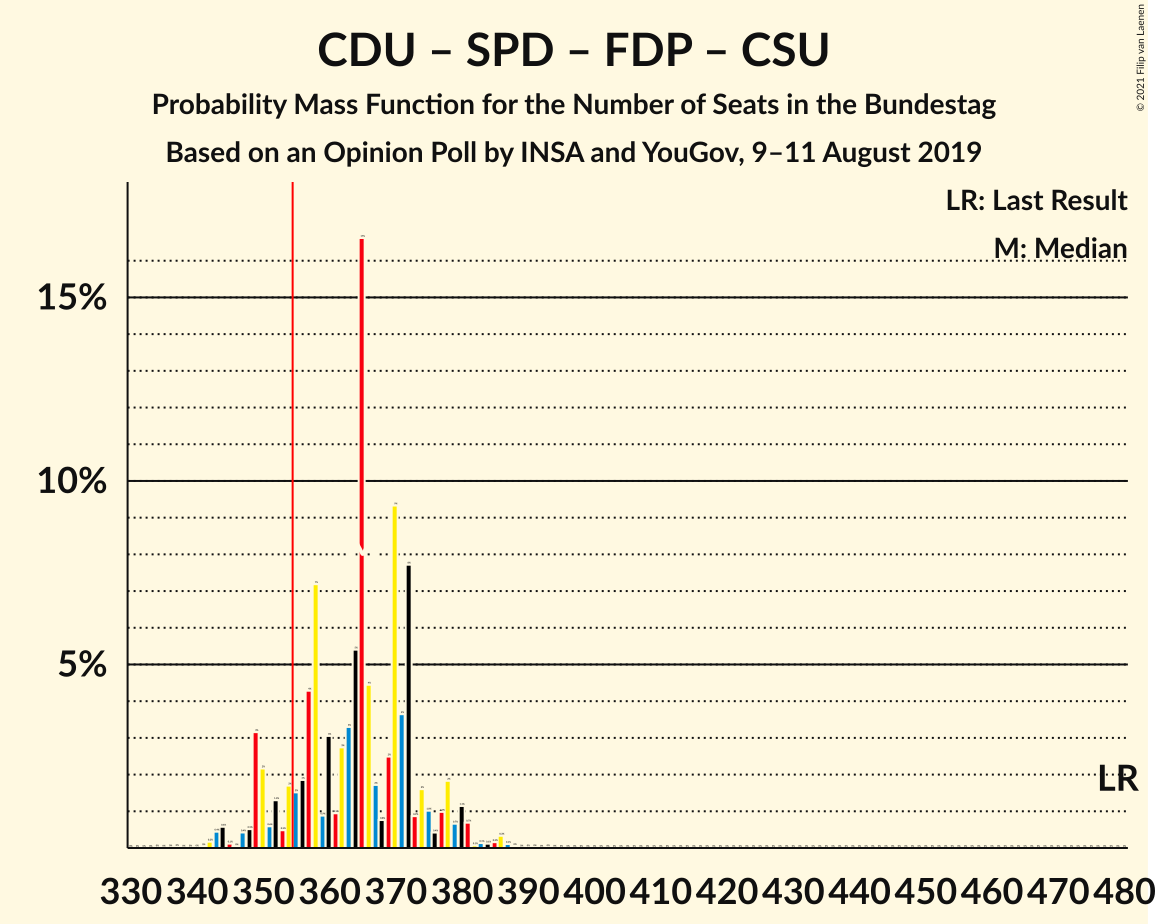 CDU – SPD – FDP – CSU
Probability Mass Function for the Number of Seats in the Bundestag
Based on an Opinion Poll by INSA and YouGov, 9–11 August 2019
© 2021 Filip van Laenen
LR: Last Result
M: Median
15%
10%
5%
LR
330 340 350 360 370 380 390 400 410 420 430 440 450 460 470 480